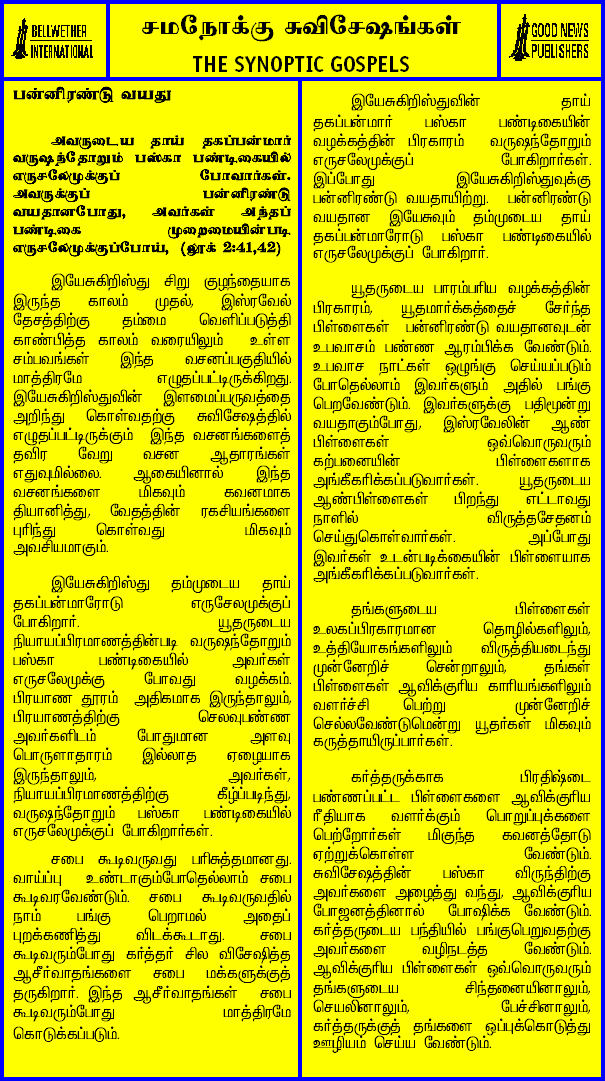 BELLWETHER
INTERNATIONAL
சமநோக்கு சுவிசேஷங்கள்
THE SYNOPTIC GOSPELS
GOOD NEWS
PUBLISHERS
பன்னிரண்டு வயது
அவருடைய தாய் தகப்பன்மார்
வருஷந்தோறும் பஸ்கா பண்டிகையில்
எருசலேமுக்குப் போவார்கள்.
அவருக்குப் பன்னிரண்டு
வயதானபோது, அவர்கள் அந்தப்
பண்டிகை முறைமையின்படி
எருசலேமுக்குப்போய், (லூக் 2:41,42)
இயேசுகிறிஸ்து சிறு குழந்தையாக
இருந்த காலம் முதல், இஸ்ரவேல்
தேசத்திற்கு தம்மை வெளிப்படுத்தி
காண்பித்த காலம் வரையிலும் உள்ள
சம்பவங்கள் இந்த வசனப்பகுதியில்
மாத்திரமே எழுதப்பட்டிருக்கிறது.
இயேசுகிறிஸ்துவின் இளமைப்பருவத்தை
அறிந்து கொள்வதற்கு சுவிசேஷத்தில்
எழுதப்பட்டிருக்கும் இந்த வசனங்களைத்
தவிர வேறு வசன ஆதாரங்கள்
எதுவுமில்லை. ஆகையினால் இந்த
வசனங்களை மிகவும் கவனமாக
தியானித்து, வேதத்தின் ரகசியங்களை
புரிந்து கொள்வது மிகவும்
அவசியமாகும்.
இயேசுகிறிஸ்து தம்முடைய தாய்
தகப்பன்மாரோடு எருசேலமுக்குப்
போகிறார். யூதருடைய
நியாயப்பிரமாணத்தின்படி வருஷந்தோறும்
பஸ்கா பண்டிகையில் அவர்கள்
எருசலேமுக்கு போவது வழக்கம்.
பிரயாண தூரம் அதிகமாக இருந்தாலும்,
பிரயாணத்திற்கு செலவுபண்ண
அவர்களிடம் போதுமான அளவு
பொருளாதாரம் இல்லாத ஏழையாக
இருந்தாலும், அவர்கள்,
நியாயப்பிரமாணத்திற்கு கீழ்ப்படிந்து,
வருஷந்தோறும் பஸ்கா பண்டிகையில்
எருசலேமுக்குப் போகிறார்கள்.
சபை கூடிவருவது பரிசுத்தமானது.
வாய்ப்பு உண்டாகும்போதெல்லாம் சபை
கூடிவரவேண்டும். சபை கூடிவருவதில்
நாம் பங்கு பெறாமல் அதைப்
புறக்கணித்து விடக்கூடாது. சபை
கூடிவரும்போது கர்த்தர் சில விசேஷித்த
ஆசீர்வாதங்களை சபை மக்களுக்குத்
தருகிறார். இந்த ஆசீர்வாதங்கள் சபை
கூடிவரும்போது மாத்திரமே
கொடுக்கப்படும்.
இயேசுகிறிஸ்துவின் தாய்
தகப்பன்மார் பஸ்கா பண்டிகையின்
வழக்கத்தின் பிரகாரம் வருஷந்தோறும்
எருசலேமுக்குப் போகிறார்கள்.
இப்போது இயேசுகிறிஸ்துவுக்கு
பன்னிரண்டு வயதாயிற்று. பன்னிரண்டு
வயதான இயேசுவும் தம்முடைய தாய்
தகப்பன்மாரோடு பஸ்கா பண்டிகையில்
எருசலேமுக்குப் போகிறார்.
யூதருடைய பாரம்பரிய வழக்கத்தின்
பிரகாரம், யூதமார்க்கத்தைச் சேர்ந்த
பிள்ளைகள் பன்னிரண்டு வயதானவுடன்
உபவாசம் பண்ண ஆரம்பிக்க வேண்டும்.
உபவாச நாட்கள் ஒழுங்கு செய்யப்படும்
போதெல்லாம் இவர்களும் அதில் பங்கு
பெறவேண்டும். இவர்களுக்கு பதிமூன்று
வயதாகும்போது, இஸ்ரவேலின் ஆண்
பிள்ளைகள் ஒவ்வொருவரும்
கற்பனையின் பிள்ளைகளாக
அங்கீகரிக்கப்படுவார்கள். யூதருடைய
ஆண்பிள்ளைகள் பிறந்து எட்டாவது
நாளில் விருத்தசேதனம்
செய்துகொள்வார்கள். அப்போது
இவர்கள் உடன்படிக்கையின் பிள்ளையாக
அங்கீகரிக்கப்படுவார்கள்.
தங்களுடைய பிள்ளைகள்
உலகப்பிரகாரமான தொழில்களிலும்,
உத்தியோகங்களிலும் விருத்தியடைந்து
முன்னேறிச் சென்றாலும், தங்கள்
பிள்ளைகள் ஆவிக்குரிய காரியங்களிலும்
வளர்ச்சி பெற்று முன்னேறிச்
செல்லவேண்டுமென்று யூதர்கள் மிகவும்
கருத்தாயிருப்பார்கள்.
கர்த்தருக்காக பிரதிஷ்டை
பண்ணப்பட்ட பிள்ளைகளை ஆவிக்குரிய
ரீதியாக வளர்க்கும் பொறுப்புக்களை
பெற்றோர்கள் மிகுந்த கவனத்தோடு
ஏற்றுக்கொள்ள வேண்டும்.
சுவிசேஷத்தின் பஸ்கா விருந்திற்கு
அவர்களை அழைத்து வந்து, ஆவிக்குரிய
போஜனத்தினால் போஷிக்க வேண்டும்.
கர்த்தருடைய பந்தியில் பங்குபெறுவதற்கு
அவர்களை வழிநடத்த வேண்டும்.
ஆவிக்குரிய பிள்ளைகள் ஒவ்வொருவரும்
தங்களுடைய சிந்தனையினாலும்,
செயலினாலும், பேச்சினாலும்,
கர்த்தருக்குத் தங்களை ஒப்புக்கொடுத்து
ஊழியம் செய்ய வேண்டும்.